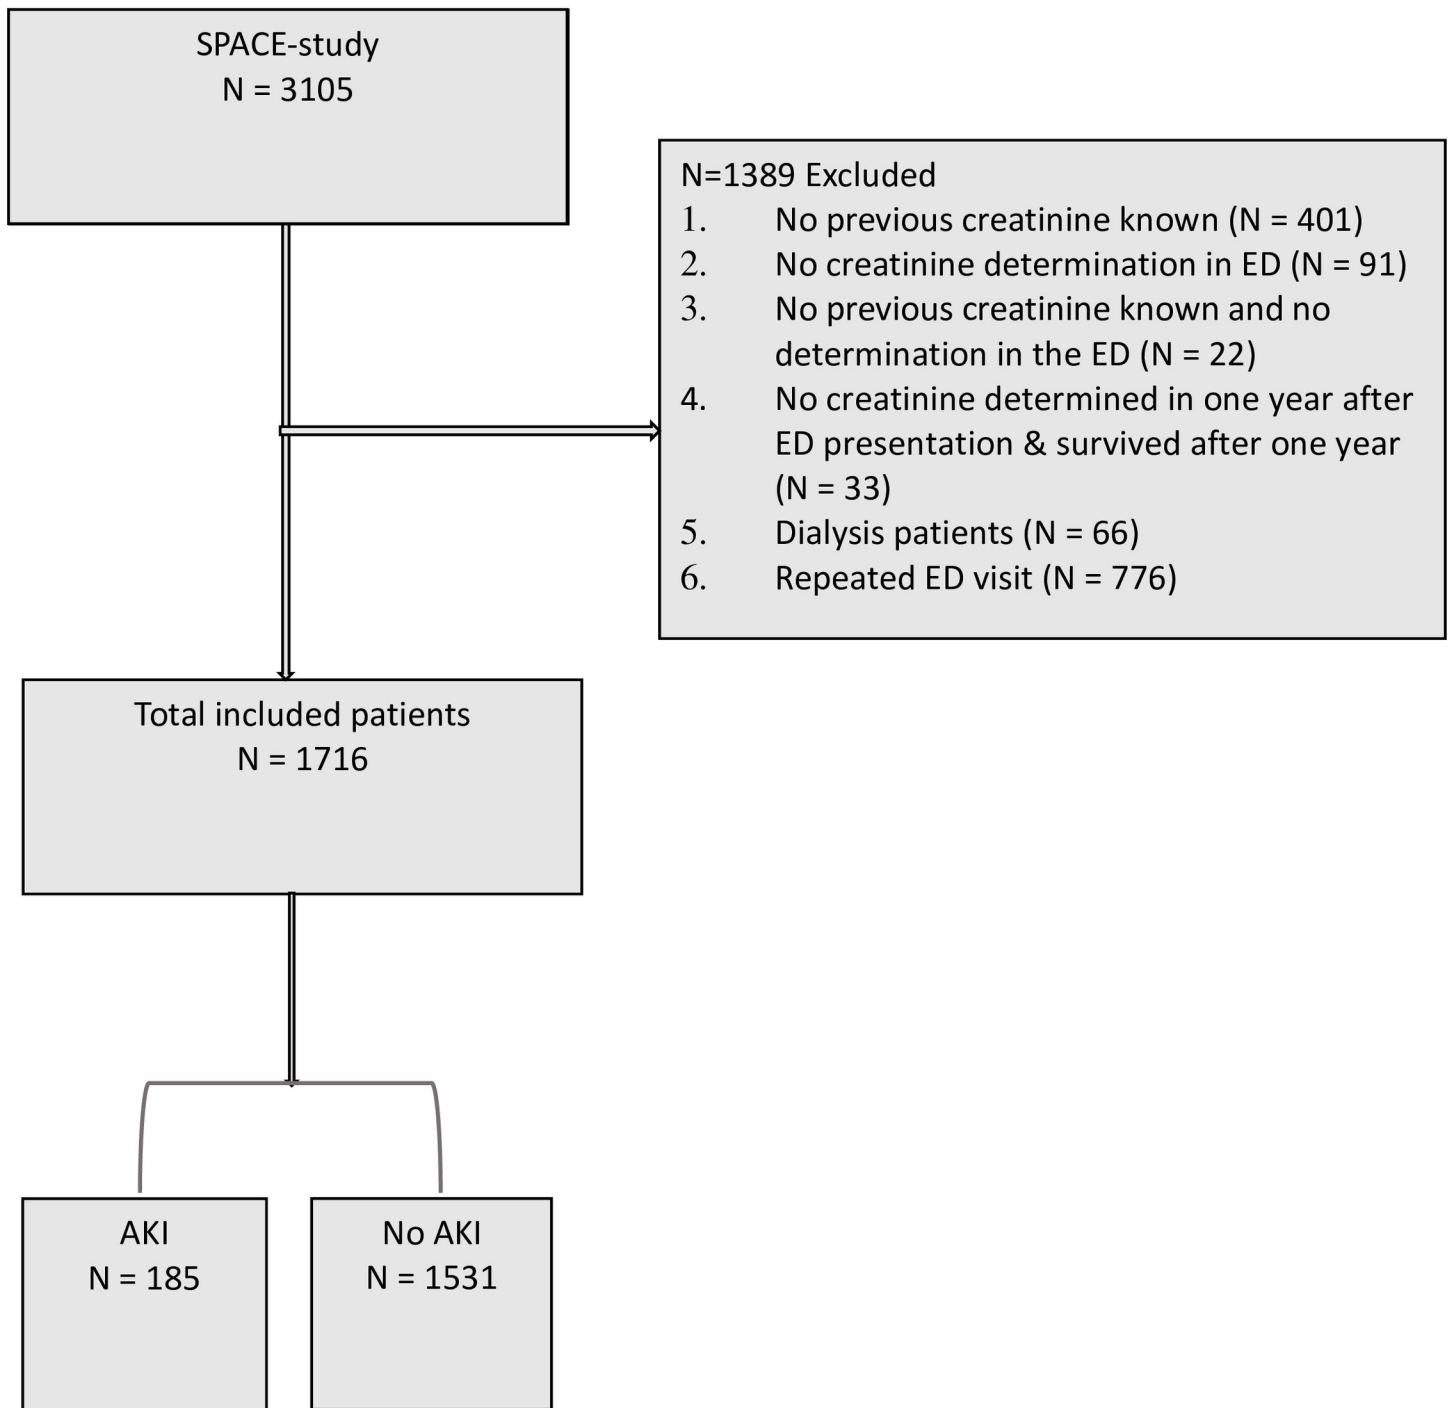 SPACE-study
N = 3105
N=1389 Excluded
1. No previous creatinine known (N = 401)
2. No creatinine determination in ED (N = 91)
3. No previous creatinine known and no
determination in the ED (N = 22)
4. No creatinine determined in one year after
ED presentation & survived after one year
(N = 33)
5. Dialysis patients (N = 66)
6. Repeated ED visit (N = 776)
Total included patients
N = 1716
AKI
N = 185
No AKI
N = 1531